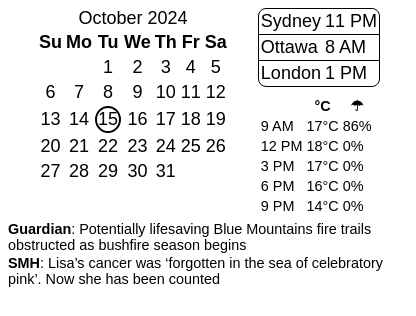 October 2024
Su Mo Tu We Th Fr Sa
1 2 3 4 5
6 7 8 9 10 11 12
13 14 15 16 17 18 19
20 21 22 23 24 25 26
27 28 29 30 31
Sydney 11 PM
Ottawa 8 AM
London 1 PM
°C ☂
9 AM 17°C 86%
12 PM 18°C 0%
3 PM 17°C 0%
6 PM 16°C 0%
9 PM 14°C 0%
Guardian: Potentially lifesaving Blue Mountains fire trails
obstructed as bushfire season begins
SMH: Lisa’s cancer was ‘forgotten in the sea of celebratory
pink’. Now she has been counted